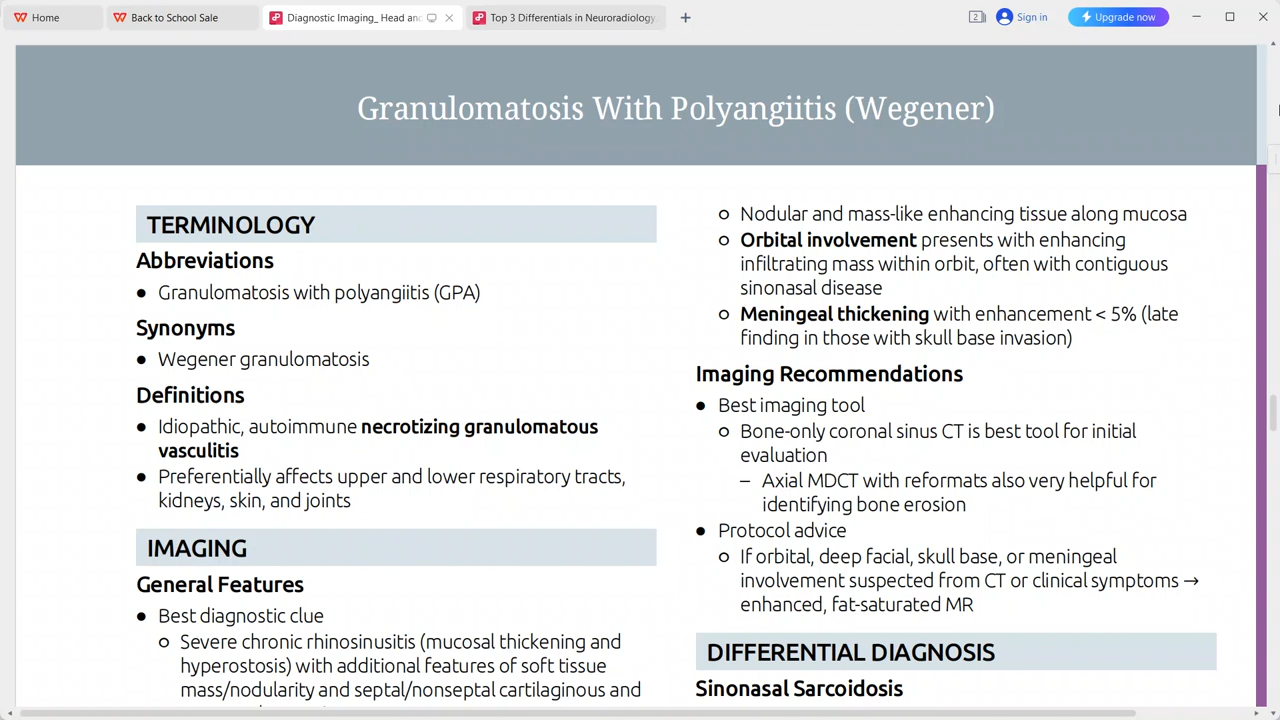 Home
Back to School Sale
Diagnostic Imaging_ Head an
Top 3 Differentials in Neuroradiology
2
Sign in
Upgrade now
Granulomatosis With Polyangiitis (Wegener)
TERMINOLOGY
Abbreviations
● Granulomatosis with polyangiitis (GPA)
Synonyms
● Wegener granulomatosis
Definitions
● Idiopathic, autoimmune necrotizing granulomatous
vasculitis
● Preferentially affects upper and lower respiratory tracts,
kidneys, skin, and joints
IMAGING
General Features
● Best diagnostic clue
○ Severe chronic rhinosinusitis (mucosal thickening and
hyperostosis) with additional features of soft tissue
mass/nodularity and septal/nonseptal cartilaginous and
○ Nodular and mass-like enhancing tissue along mucosa
○ Orbital involvement presents with enhancing
infiltrating mass within orbit, often with contiguous
sinonasal disease
○ Meningeal thickening with enhancement < 5% (late
finding in those with skull base invasion)
Imaging Recommendations
● Best imaging tool
○ Bone-only coronal sinus CT is best tool for initial
evaluation
– Axial MDCT with reformats also very helpful for
identifying bone erosion
● Protocol advice
○ If orbital, deep facial, skull base, or meningeal
involvement suspected from CT or clinical symptoms →
enhanced, fat-saturated MR
DIFFERENTIAL DIAGNOSIS
Sinonasal Sarcoidosis